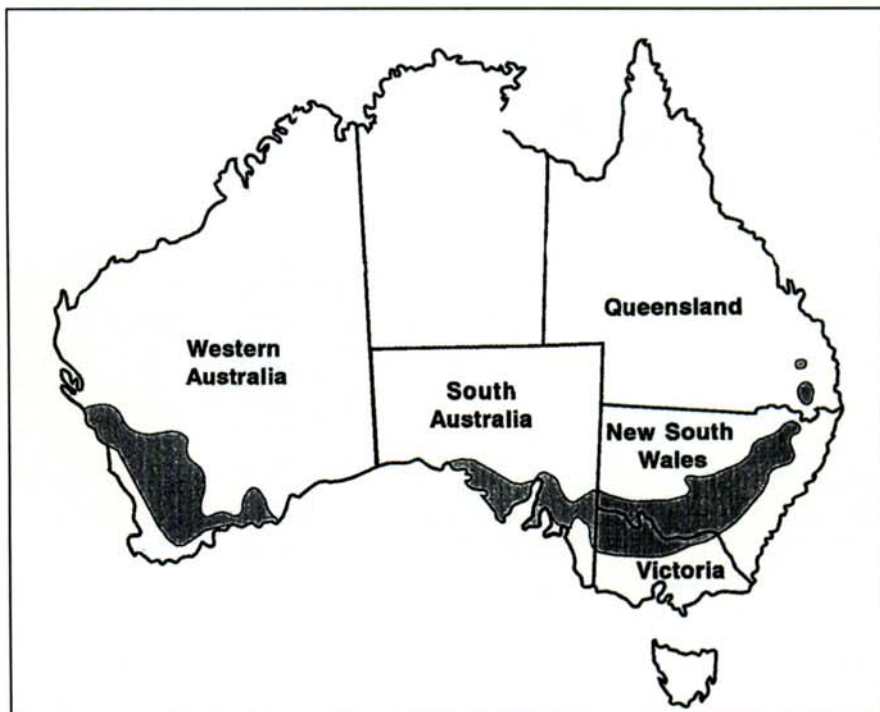 Queensland
Western
Australia
South
Australia
New South
Wales
Victoria